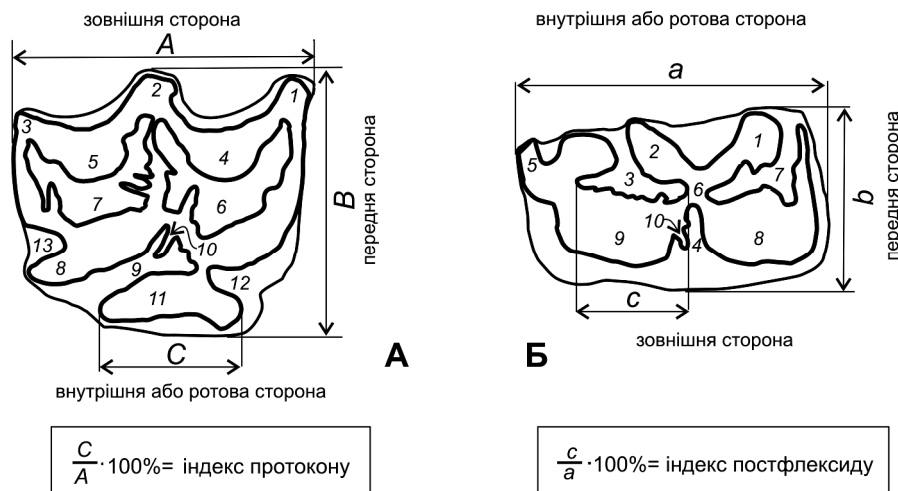 зовнішня сторона
A
2
1
3
5
4
7
6
13
8
9
10
12
11
B
передня сторона
C
А
внутрішня або ротова сторона
C/A · 100%= індекс протокону
внутрішня або ротова сторона
a
1
2
5
3
6
7
10
4
9
8
c
b
передня сторона
зовнішня сторона
Б
c/a · 100%= індекс постфлексиду